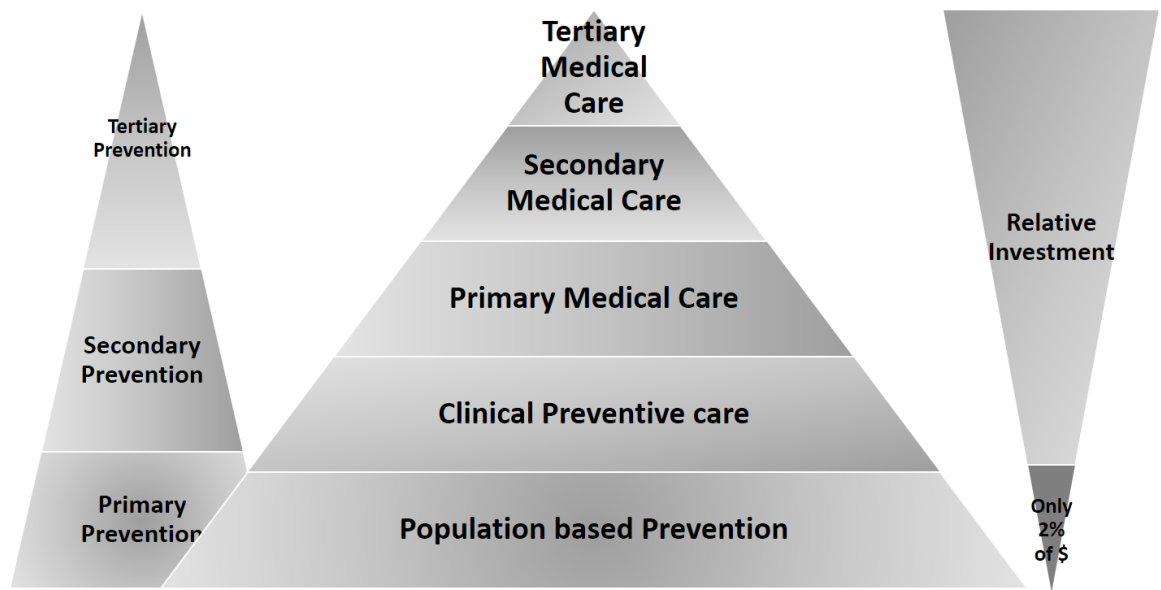 Tertiary
Prevention
Secondary
Prevention
Primary
Prevention
Tertiary
Medical
Care
Secondary
Medical Care
Primary Medical Care
Clinical Preventive care
Population based Prevention
Relative
Investment
Only
2%
of $